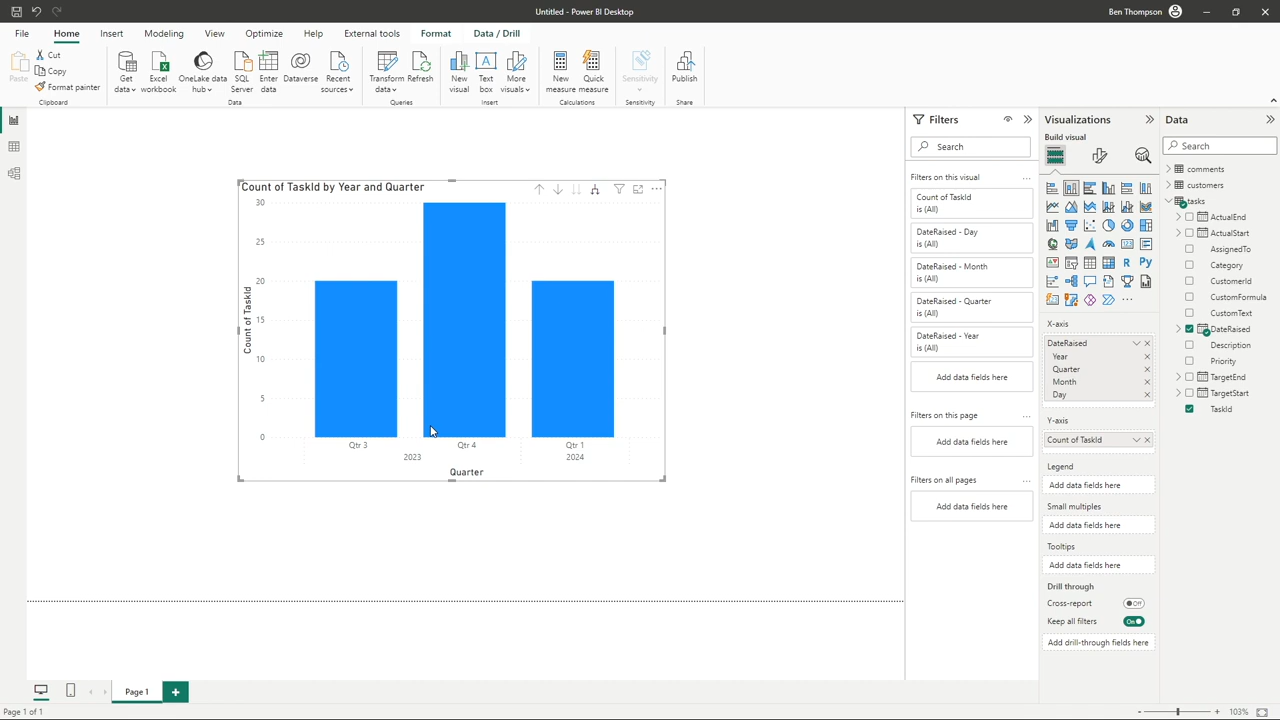 Untitled - Power BI Desktop
Ben Thompson
File
Home
Insert
Modeling
View
Optimize
Help
External tools
Format
Data / Drill
Paste
Cut
Copy
Format painter
Clipboard
Get data
Excel workbook
OneLake data hub
SQL Server
Enter data
Dataverse
Recent sources
Data
Transform data
Refresh
Queries
New visual
Text box
More visuals
Insert
New measure
Quick measure
Calculations
Sensitivity
Sensitivity
Publish
Share
Count of TaskId by Year and Quarter
30
25
20
15
10
5
0
Count of TaskId
Qtr 3
Qtr 4
Qtr 1
2023
2024
Quarter
Filters
Search
Filters on this visual
Count of TaskId
is (All)
DateRaised - Day
is (All)
DateRaised - Month
is (All)
DateRaised - Quarter
is (All)
DateRaised - Year
is (All)
Add data fields here
Filters on this page
Add data fields here
Filters on all pages
Add data fields here
Visualizations
Build visual
R
Py
X-axis
DateRaised
Year
Quarter
Month
Day
Y-axis
Count of TaskId
Legend
Add data fields here
Small multiples
Add data fields here
Tooltips
Add data fields here
Drill through
Cross-report
Off
Keep all filters
On
Add drill-through fields here
Data
Search
comments
customers
tasks
ActualEnd
ActualStart
AssignedTo
Category
CustomerId
CustomFormula
CustomText
DateRaised
Description
Priority
TargetEnd
TargetStart
TaskId
Page 1
Page 1 of 1
103%